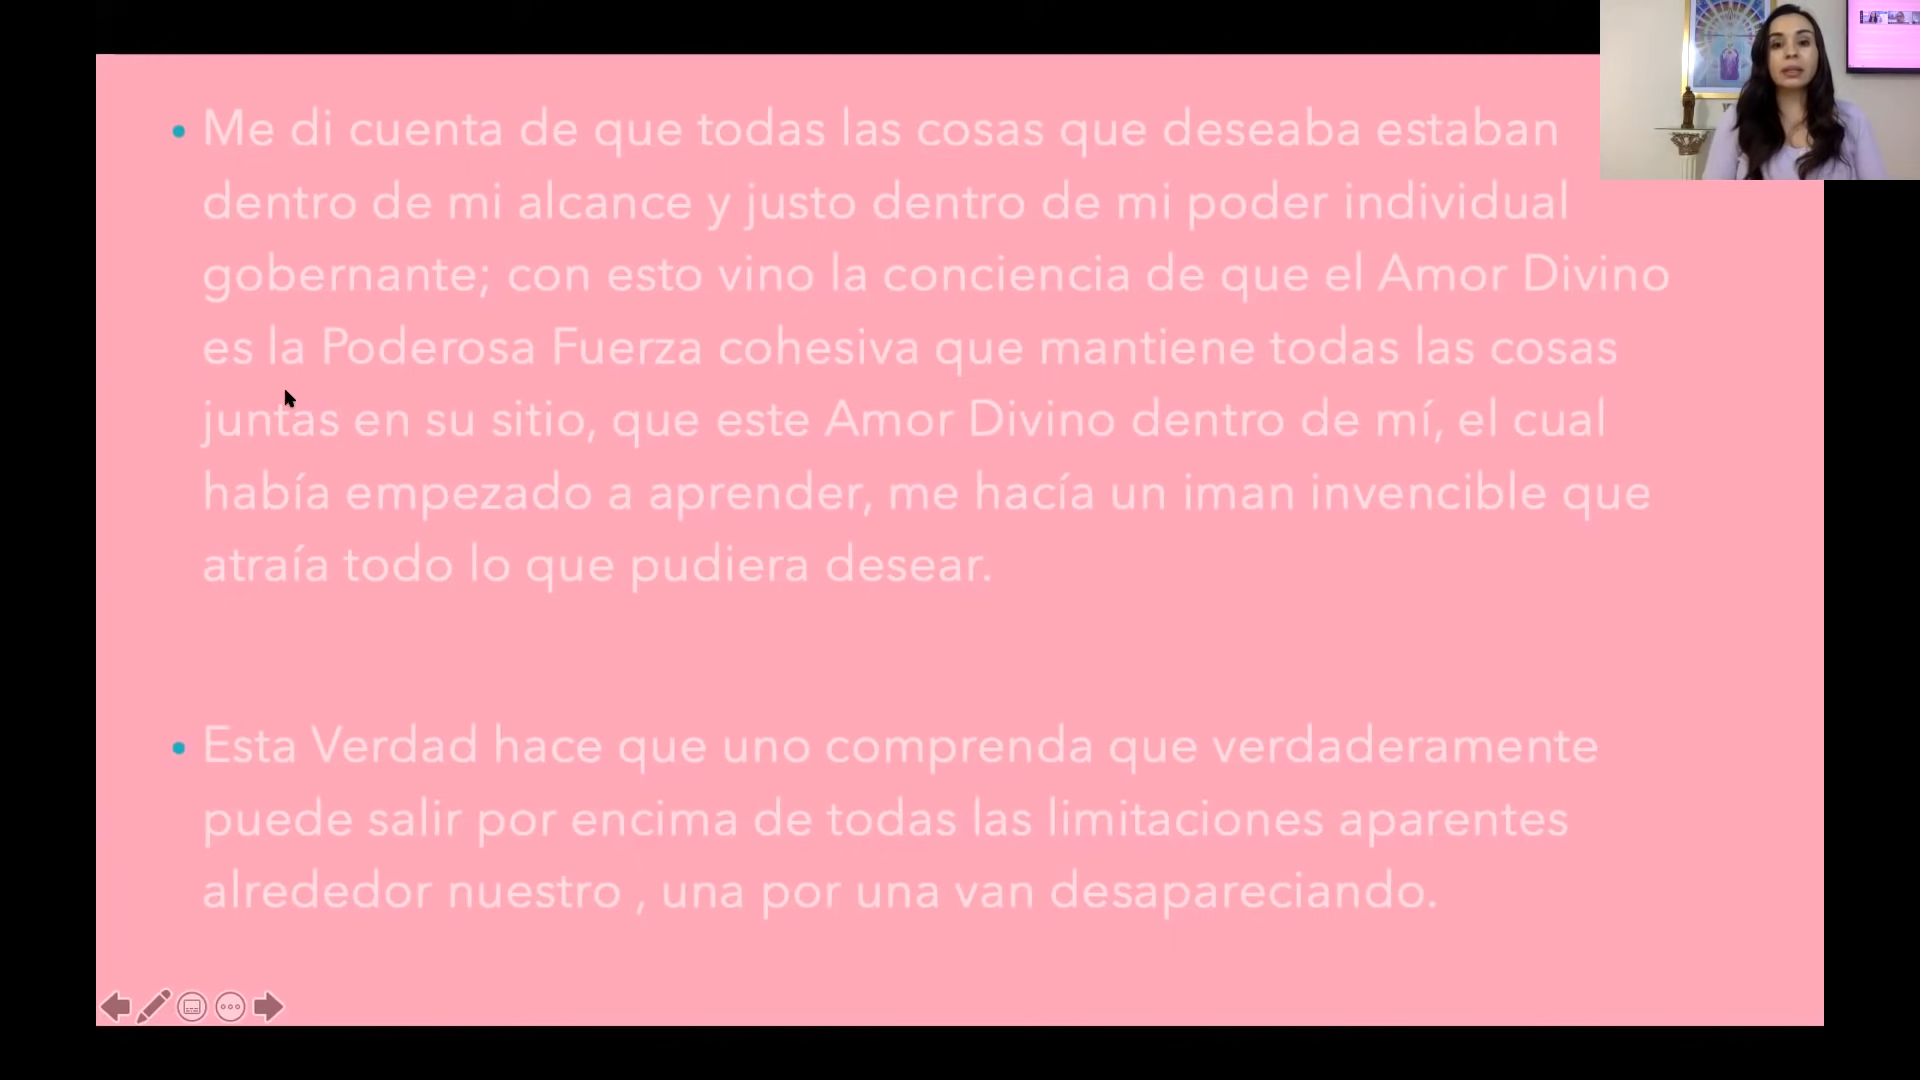 • Me di cuenta de que todas las cosas que deseaba estaban
dentro de mi alcance y justo dentro de mi poder individual
gobernante; con esto vino la conciencia de que el Amor Divino
es la Poderosa Fuerza cohesiva que mantiene todas las cosas
juntas en su sitio, que este Amor Divino dentro de mí, el cual
había empezado a aprender, me hacía un iman invencible que
atraía todo lo que pudiera desear.
• Esta Verdad hace que uno comprenda que verdaderamente
puede salir por encima de todas las limitaciones aparentes
alrededor nuestro , una por una van desapareciando.